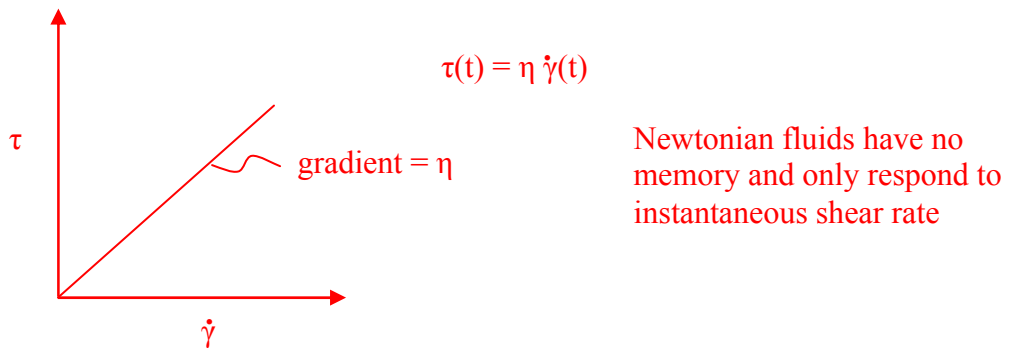 τ(t) = η γ̇(t)
τ
gradient = η
Newtonian fluids have no
memory and only respond to
instantaneous shear rate
γ̇